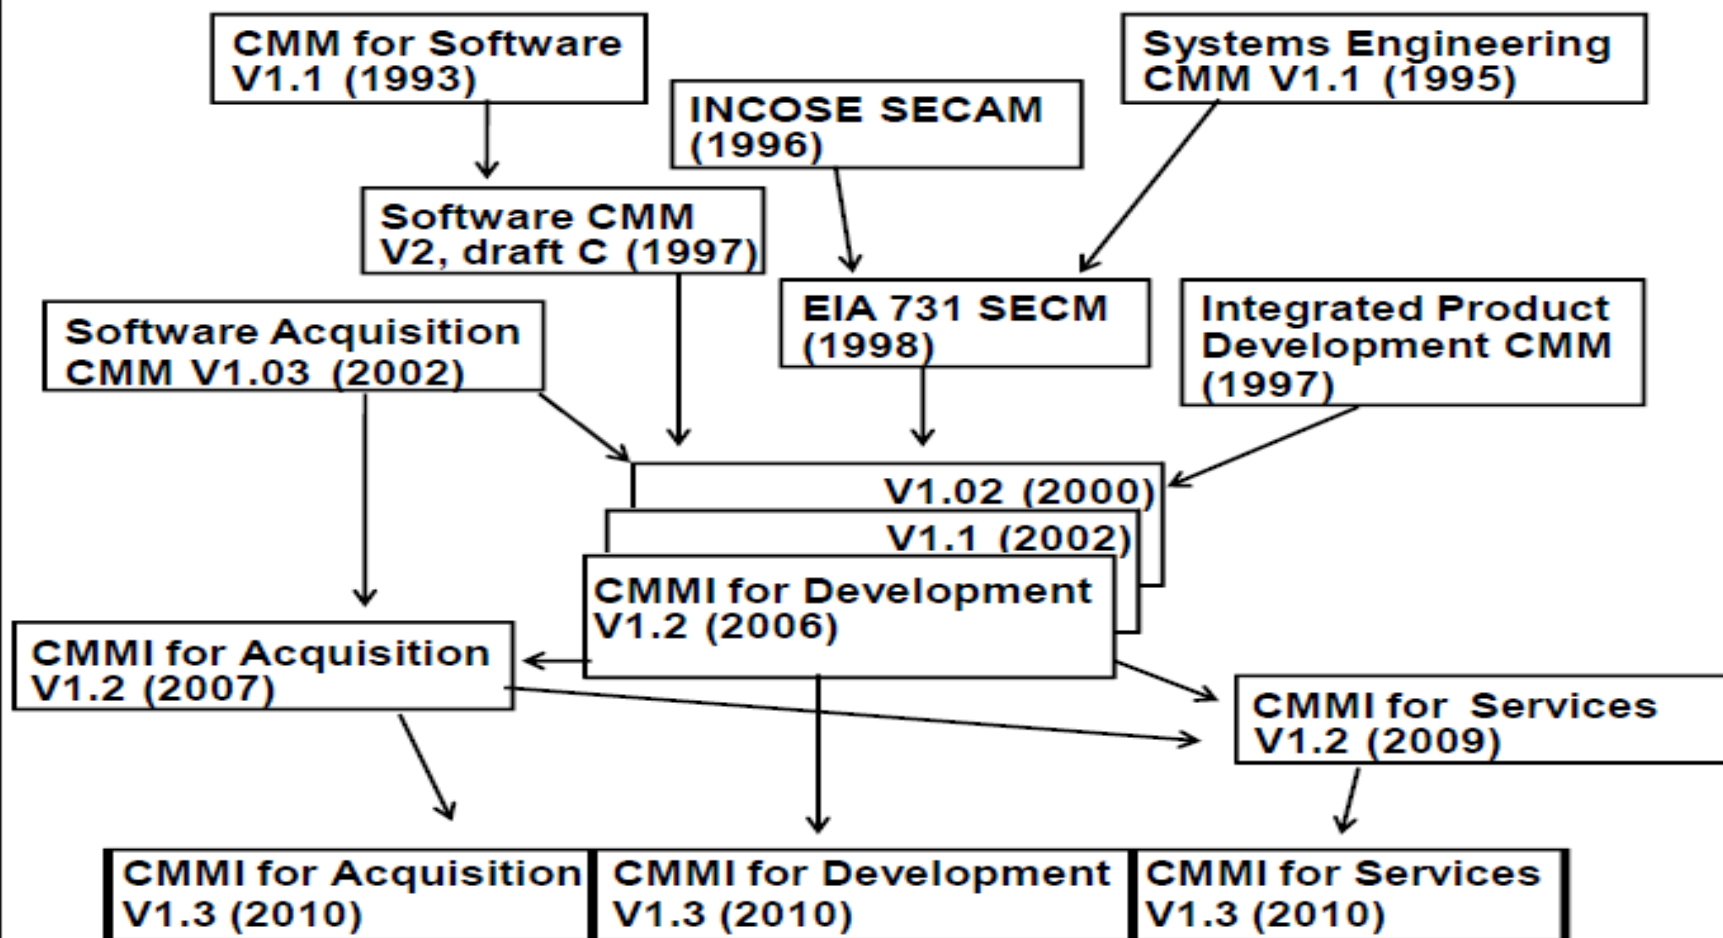 CMM for Software
V1.1 (1993)
Systems Engineering
CMM V1.1 (1995)
INCOSE SECAM
(1996)
Software CMM
V2, draft C (1997)
EIA 731 SECM
(1998)
Integrated Product
Development CMM
(1997)
Software Acquisition
CMM V1.03 (2002)
V1.02 (2000)
V1.1 (2002)
CMMI for Development
V1.2 (2006)
CMMI for Acquisition
V1.2 (2007)
CMMI for Services
V1.2 (2009)
CMMI for Acquisition
V1.3 (2010)
CMMI for Development
V1.3 (2010)
CMMI for Services
V1.3 (2010)